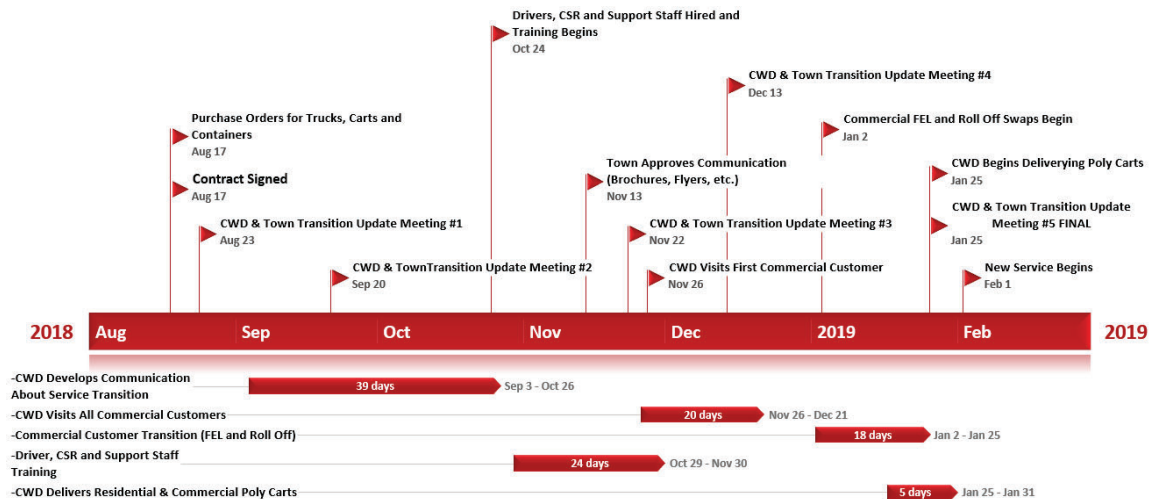 Drivers, CSR and Support Staff Hired and
Training Begins
Oct 24
CWD & Town Transition Update Meeting #4
Dec 13
Purchase Orders for Trucks, Carts and
Containers
Aug 17
Commercial FEL and Roll Off Swaps Begin
Jan 2
Town Approves Communication
(Brochures, Flyers, etc.)
Nov 13
CWD Begins Deliverying Poly Carts
Jan 25
Contract Signed
Aug 17
CWD & Town Transition Update
Meeting #5 FINAL
Jan 25
CWD & Town Transition Update Meeting #1
Aug 23
CWD & Town Transition Update Meeting #3
Nov 22
CWD & TownTransition Update Meeting #2
Sep 20
CWD Visits First Commercial Customer
Nov 26
New Service Begins
Feb 1
2018 Aug Sep Oct Nov Dec 2019 Feb 2019
-CWD Develops Communication
About Service Transition
39 days
Sep 3 - Oct 26
-CWD Visits All Commercial Customers
20 days
Nov 26 - Dec 21
-Commercial Customer Transition (FEL and Roll Off)
18 days
Jan 2 - Jan 25
-Driver, CSR and Support Staff
Training
24 days
Oct 29 - Nov 30
-CWD Delivers Residential & Commercial Poly Carts
5 days
Jan 25 - Jan 31